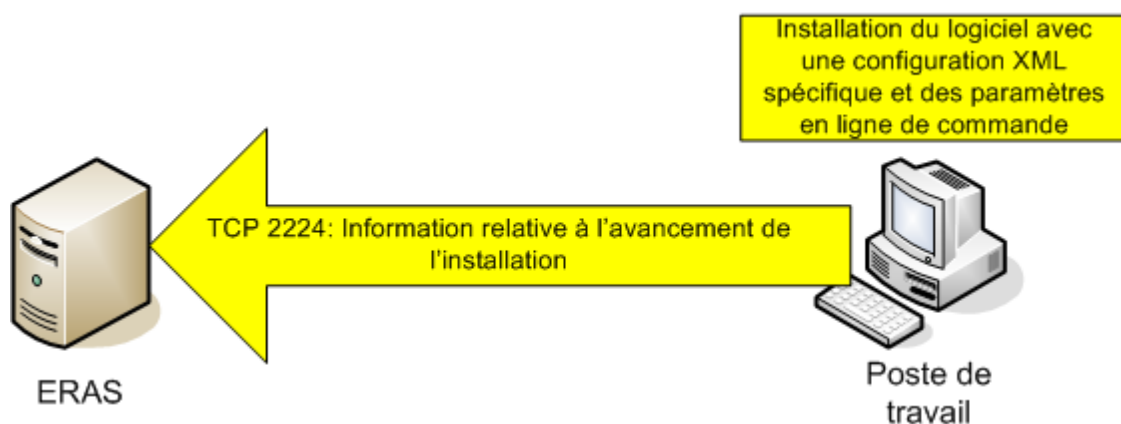 Installation du logiciel avec
une configuration XML
spécifique et des paramètres
en ligne de commande
TCP 2224: Information relative à l'avancement de
l'installation
ERAS
Poste de
travail